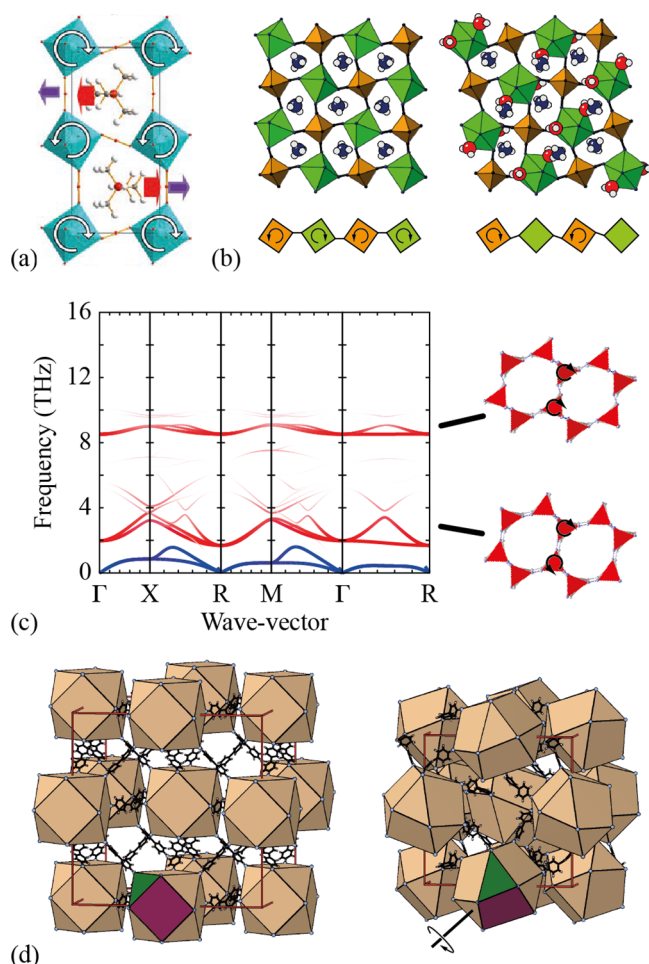 (a)
(b)
16
12
8
4
0
Frequency (THz)
Γ X R M Γ R
Wave-vector
(c)
(d)